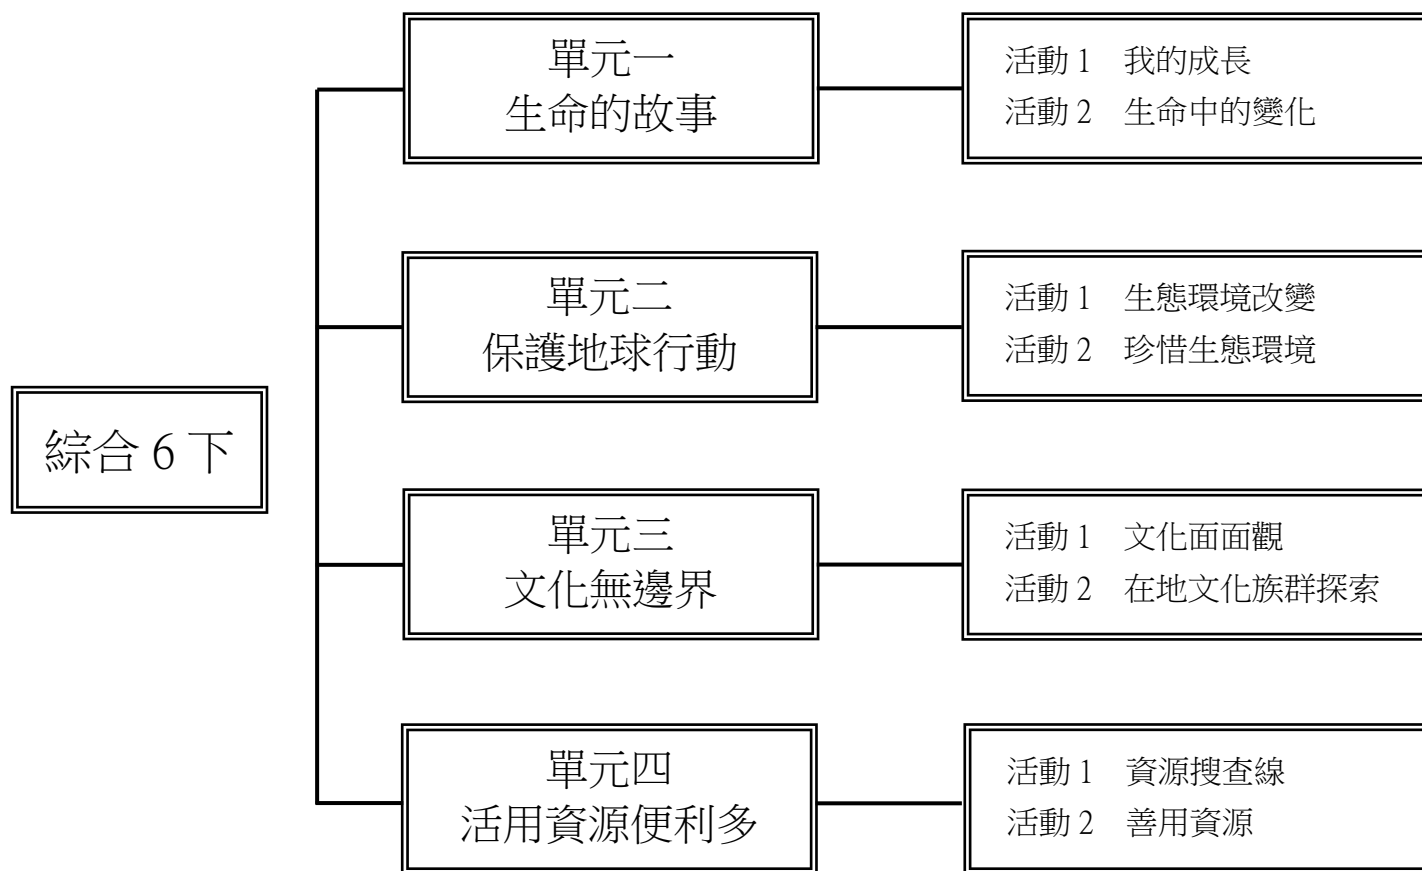 綜合 6 下
單元一
生命的故事
活動 1　我的成長
活動 2　生命中的變化
單元二
保護地球行動
活動 1　生態環境改變
活動 2　珍惜生態環境
單元三
文化無邊界
活動 1　文化面面觀
活動 2　在地文化族群探索
單元四
活用資源便利多
活動 1　資源搜查線
活動 2　善用資源